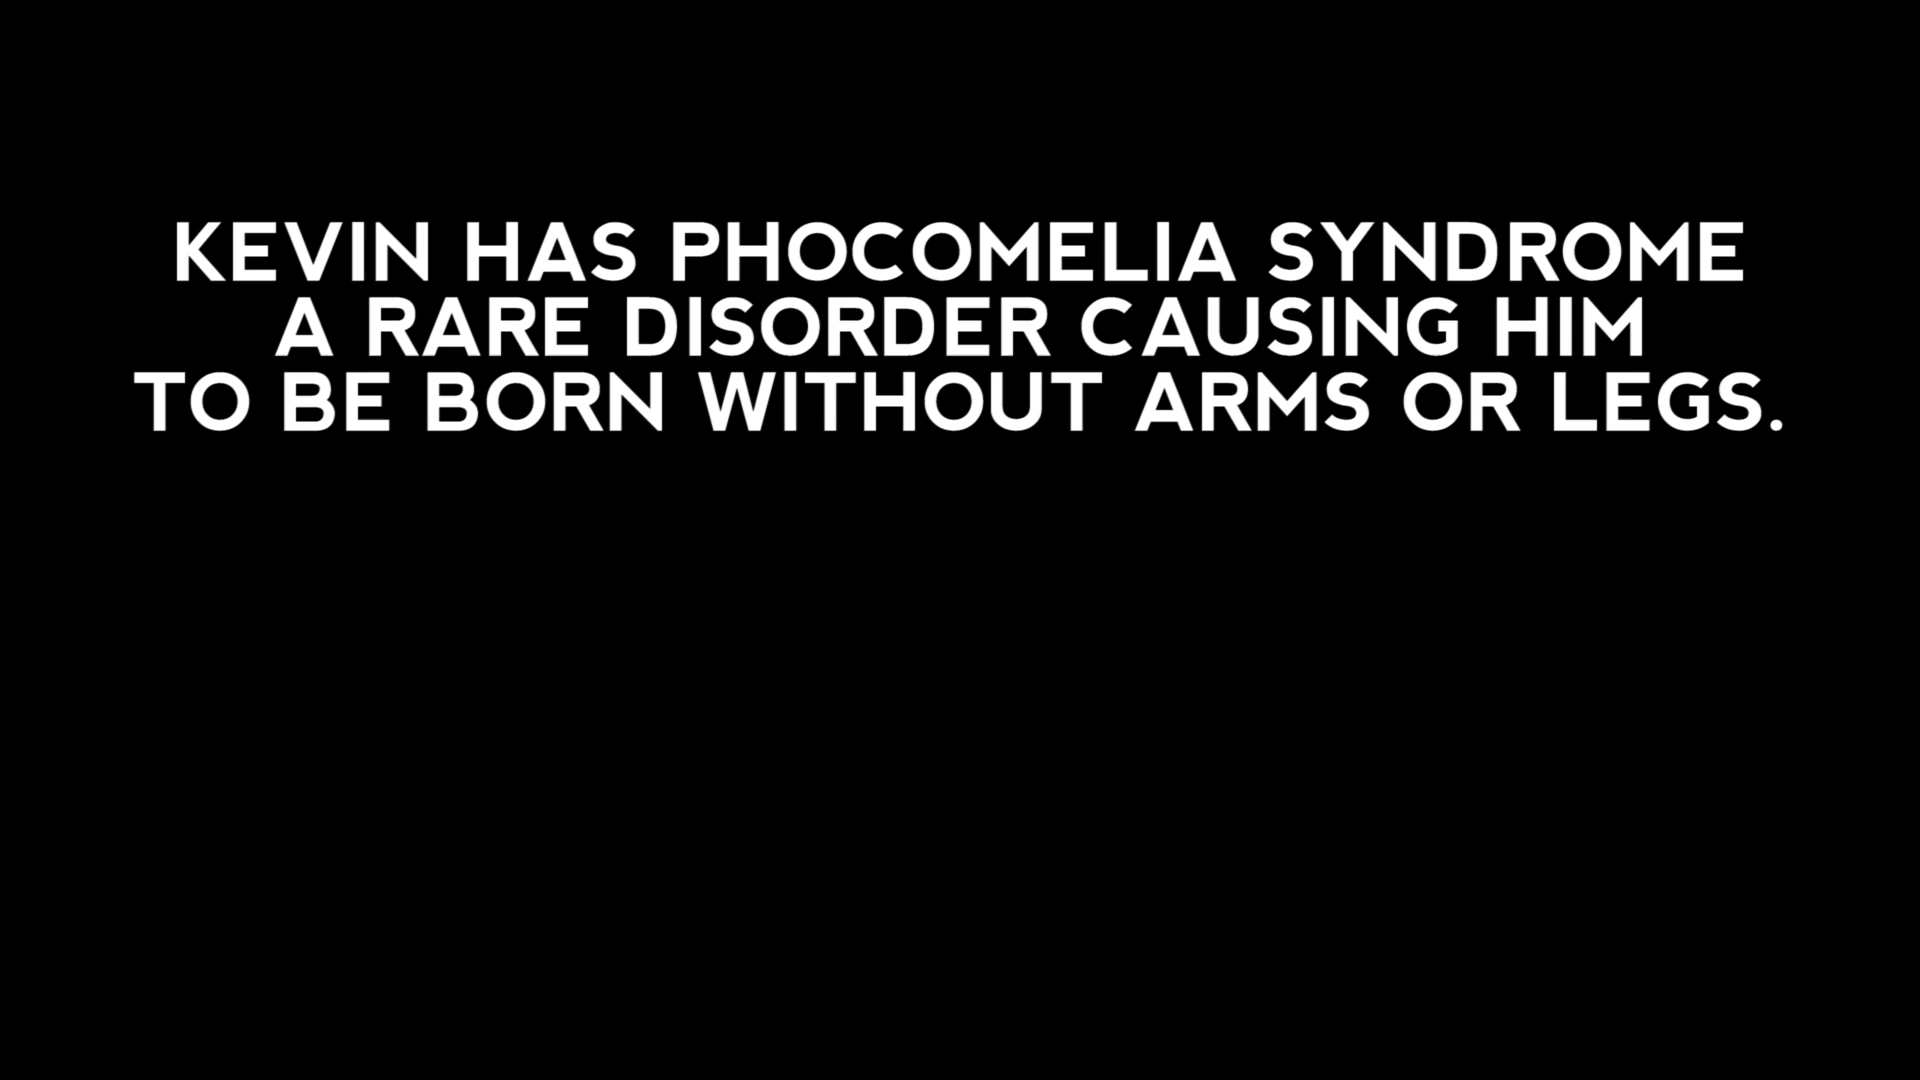 KEVIN HAS PHOCOMELIA SYNDROME
A RARE DISORDER CAUSING HIM
TO BE BORN WITHOUT ARMS OR LEGS.